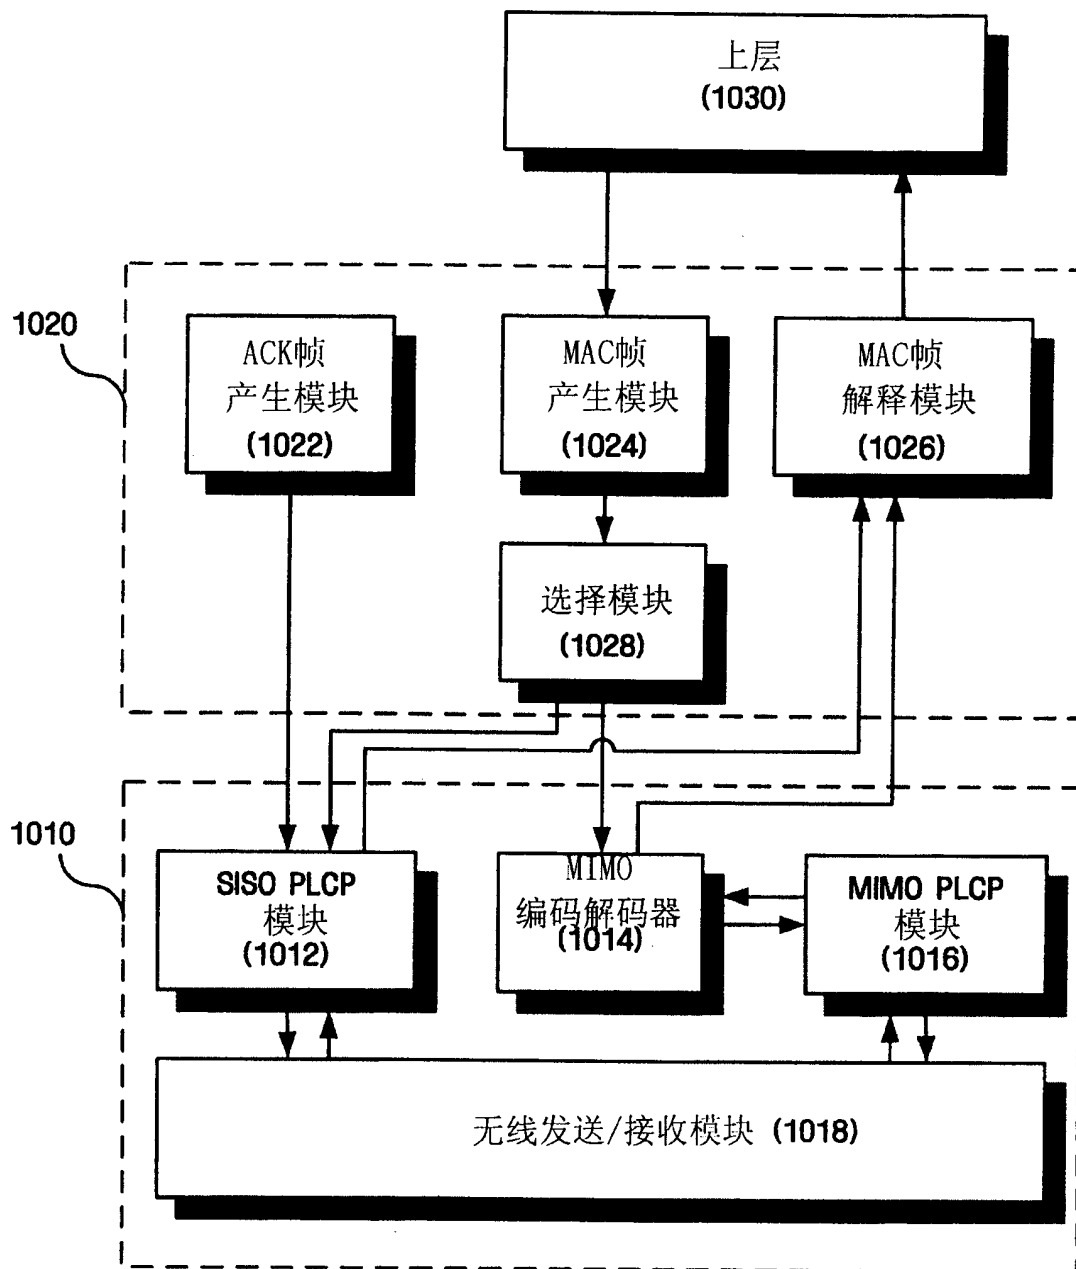 上层
(1030)
1020
ACK帧
产生模块
(1022)
MAC帧
产生模块
(1024)
MAC帧
解释模块
(1026)
选择模块
(1028)
1010
SISO PLCP
模块
(1012)
MIMO
编码解码器
(1014)
MIMO PLCP
模块
(1016)
无线发送/接收模块 (1018)